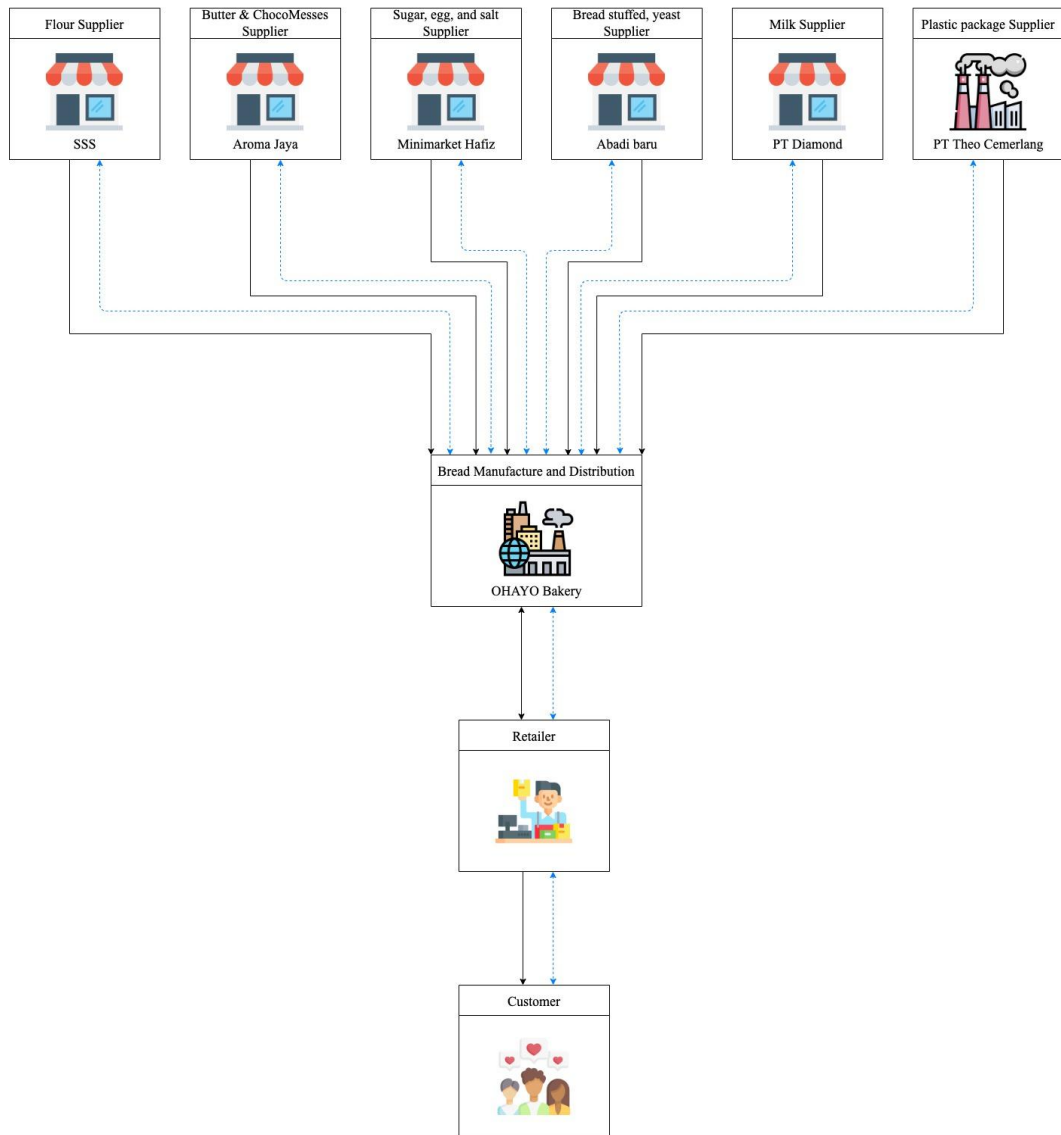 Flour Supplier
SSS
Butter & ChocoMesses
Supplier
Aroma Jaya
Sugar, egg, and salt
Supplier
Minimarket Hafiz
Bread stuffed, yeast
Supplier
Abadi baru
Milk Supplier
PT Diamond
Plastic package Supplier
PT Theo Cemerlang
Bread Manufacture and Distribution
OHAYO Bakery
Retailer
Customer